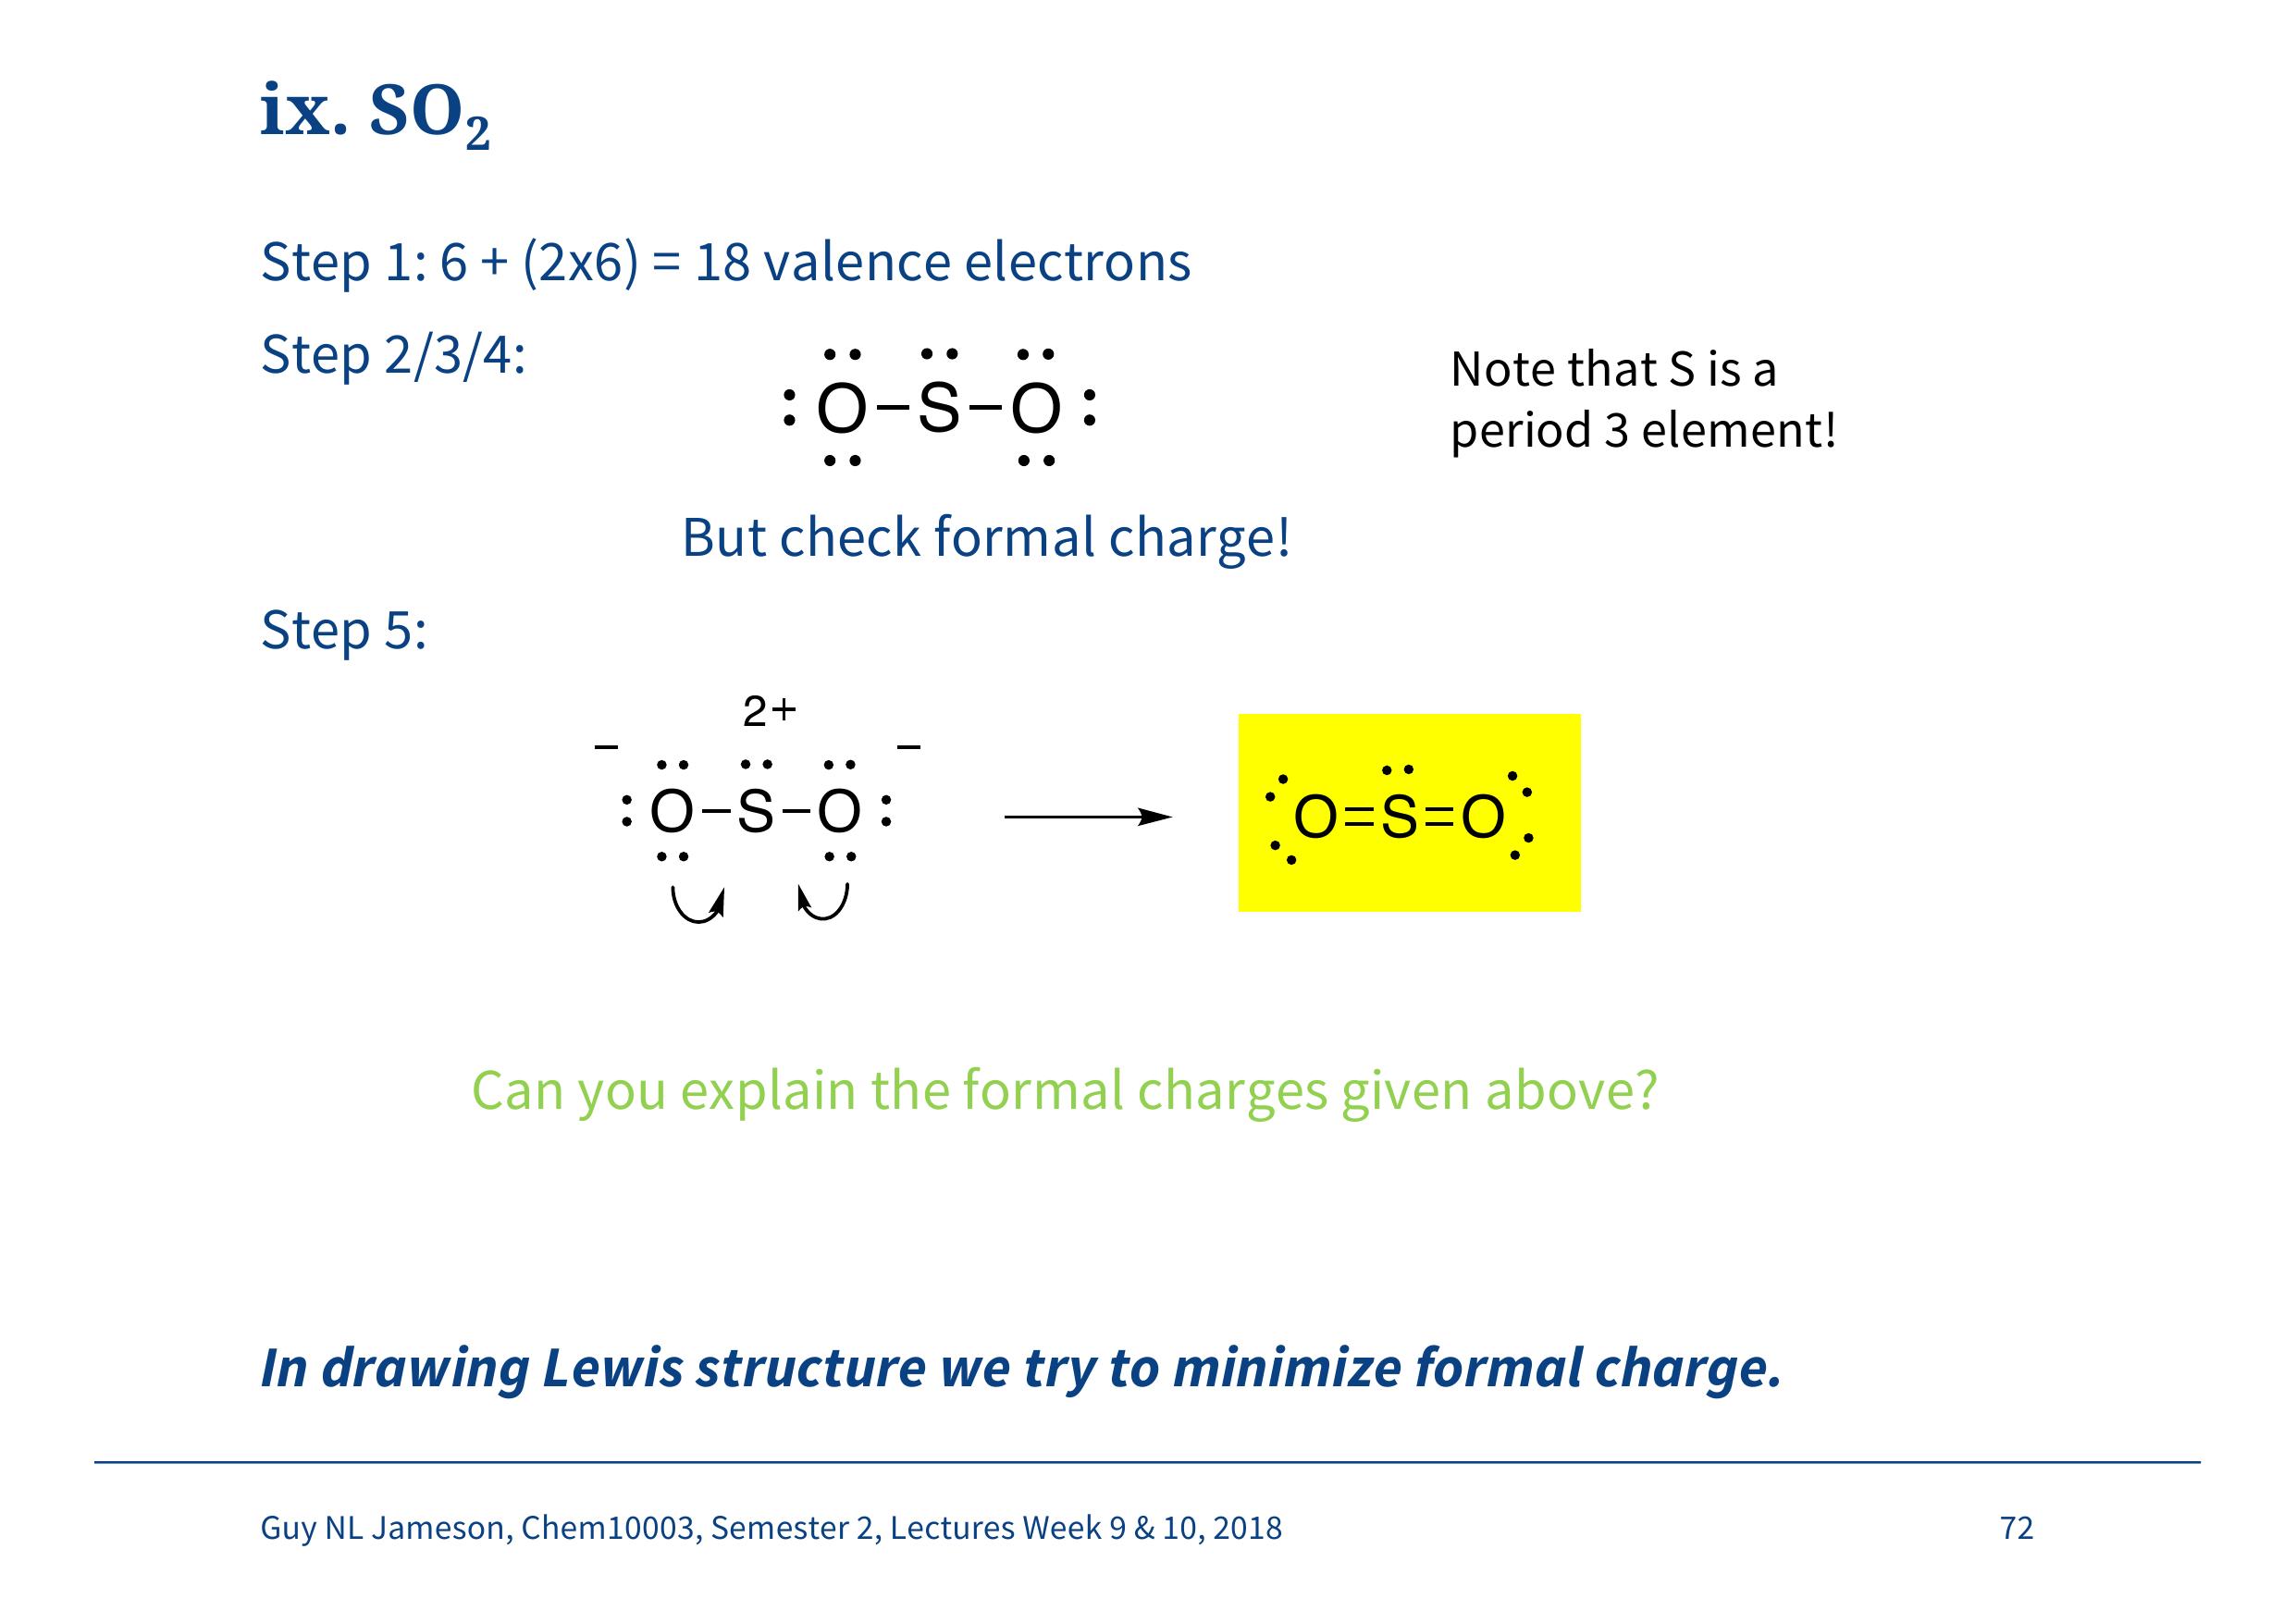 ix. SO₂
Step 1: 6 + (2x6) = 18 valence electrons
Step 2/3/4:
O–S–O
Note that S is a
period 3 element!
But check formal charge!
Step 5:
2+
– –
O–S–O
O=S=O
Can you explain the formal charges given above?
In drawing Lewis structure we try to minimize formal charge.
Guy NL Jameson, Chem10003, Semester 2, Lectures Week 9 & 10, 2018
72